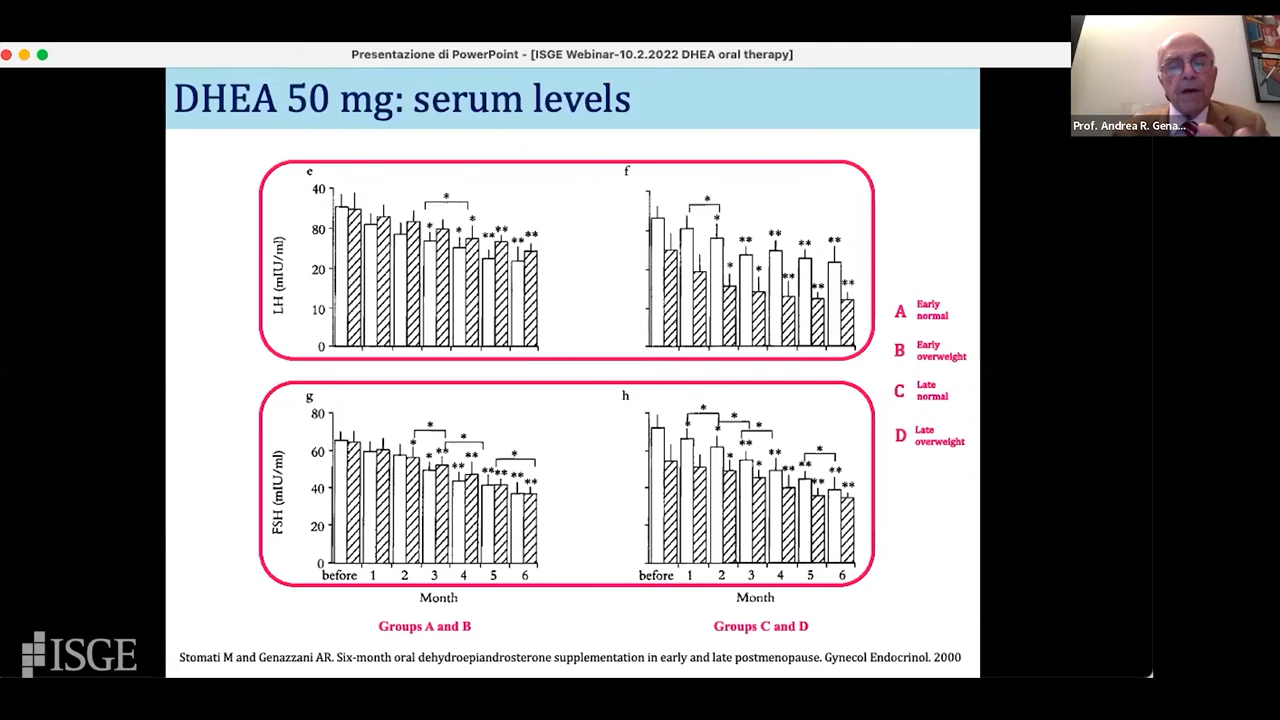 Presentazione di PowerPoint - [ISGE Webinar-10.2.2022 DHEA oral therapy]
Prof. Andrea R. Gena...
DHEA 50 mg: serum levels
e
f
40
80
20
10
0
LH (mIU/ml)
* * * * ** ** ** **
* * * * ** * ** ** ** ** ** **
A Early normal
B Early overweight
C Late normal
D Late overweight
g
h
80
60
40
20
0
FSH (mIU/ml)
* * * * * ** ** ** ** ** ** **
* * * * * * * ** * ** ** ** ** ** **
before 1 2 3 4 5 6
before 1 2 3 4 5 6
Month
Month
Groups A and B
Groups C and D
ISGE
Stomati M and Genazzani AR. Six-month oral dehydroepiandrosterone supplementation in early and late postmenopause. Gynecol Endocrinol. 2000